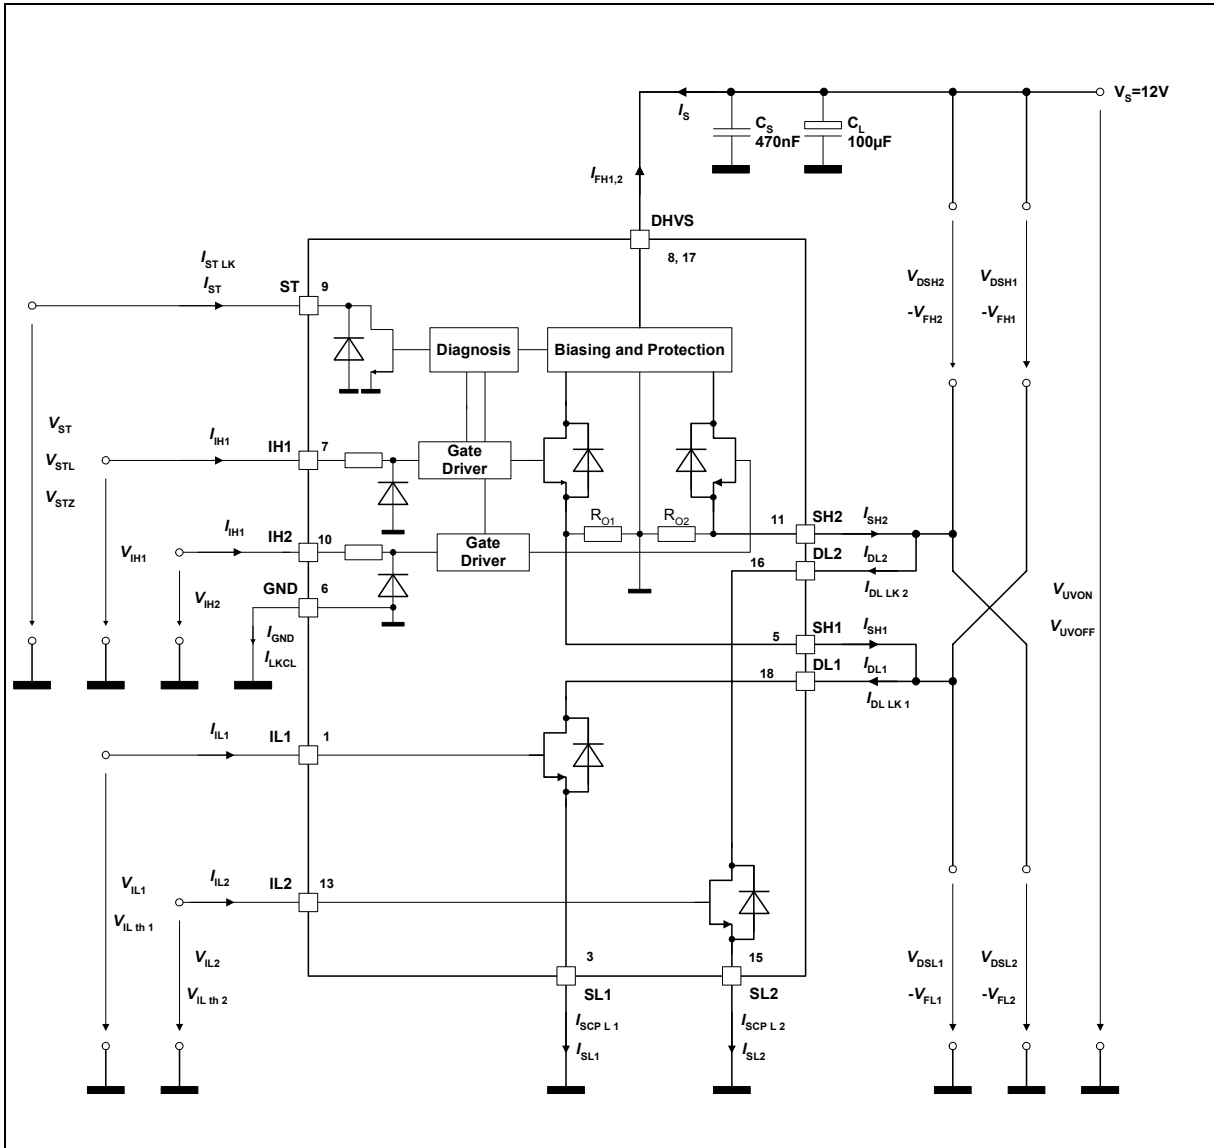 V_S=12V
I_S
C_S
470nF
C_L
100µF
I_FH1,2
DHVS
8, 17
I_ST LK
I_ST
ST
9
V_DSH2
-V_FH2
V_DSH1
-V_FH1
Diagnosis
Biasing and Protection
V_ST
V_STL
V_STZ
I_IH1
IH1
7
Gate
Driver
R_O1
R_O2
11
SH2
I_SH2
V_IH1
I_IH1
IH2
10
Gate
Driver
16
DL2
I_DL2
I_DL LK 2
V_IH2
GND
6
I_GND
I_LKCL
V_UVON
V_UVOFF
5
SH1
I_SH1
18
DL1
I_DL1
I_DL LK 1
I_IL1
IL1
1
V_IL1
V_IL th 1
I_IL2
IL2
13
V_IL2
V_IL th 2
3
SL1
15
SL2
I_SCP L 1
I_SL1
I_SCP L 2
I_SL2
V_DSL1
-V_FL1
V_DSL2
-V_FL2